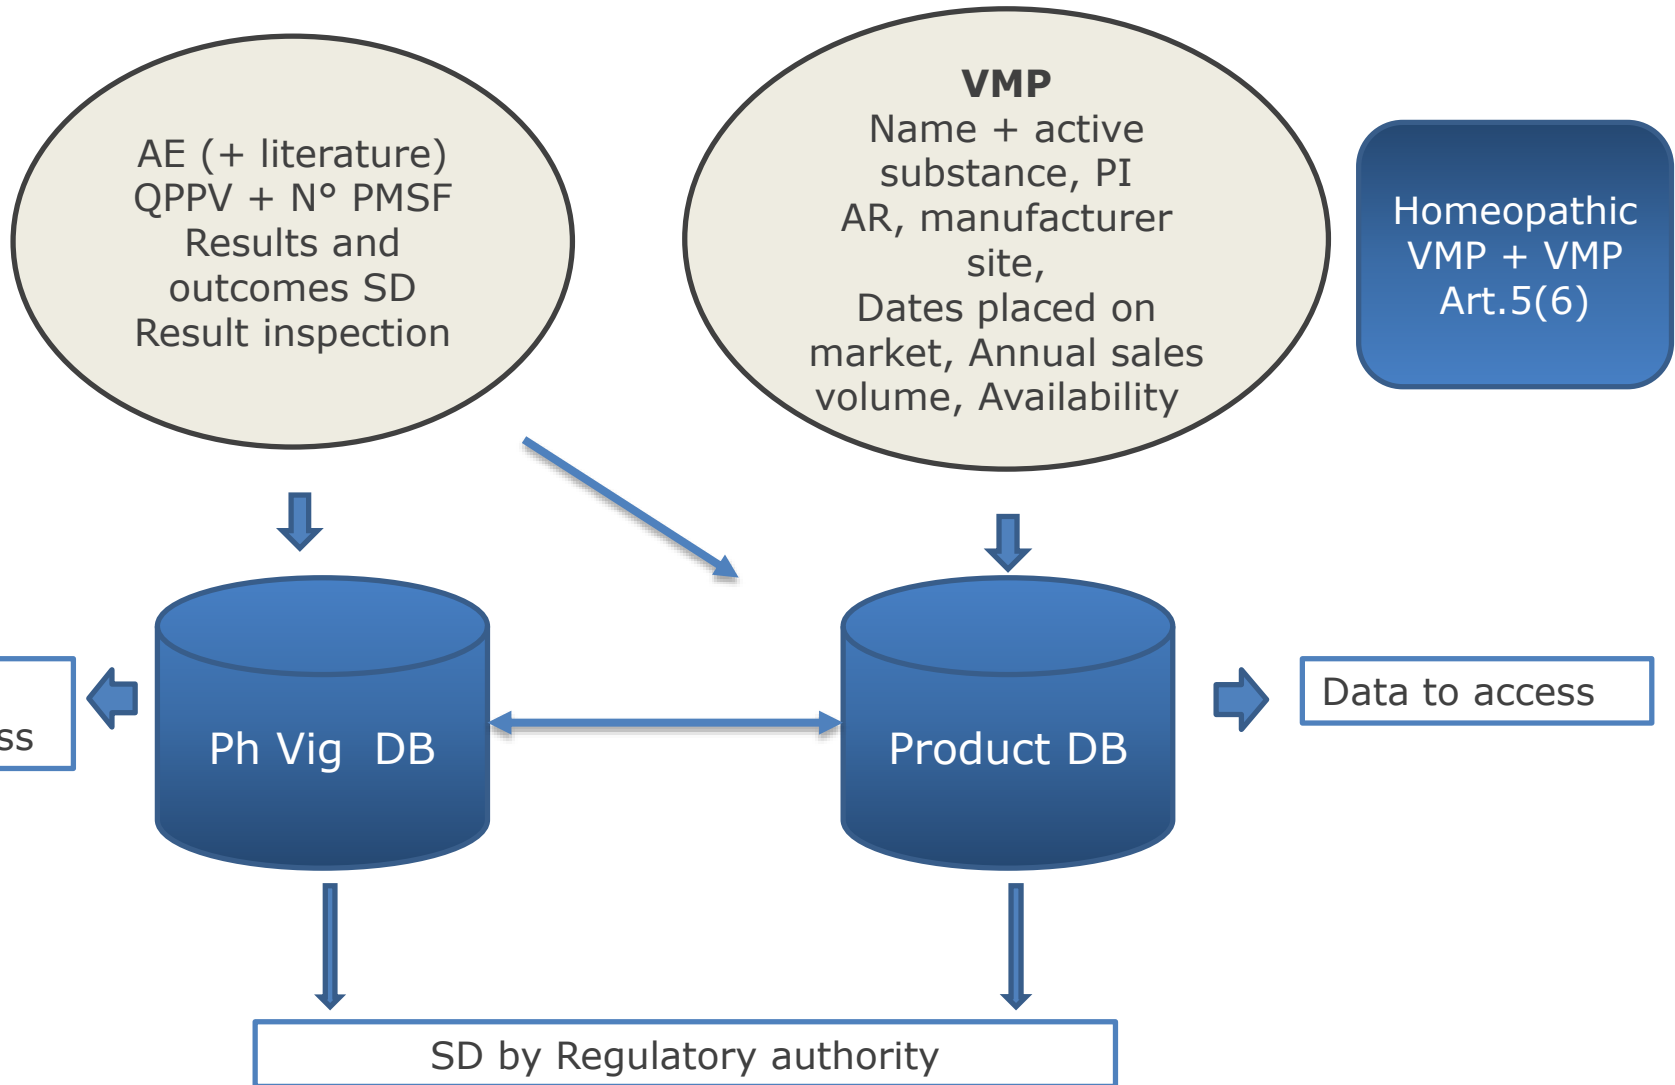 AE (+ literature)
QPPV + N° PMSF
Results and
outcomes SD
Result inspection
VMP
Name + active
substance, PI
AR, manufacturer
site,
Dates placed on
market, Annual sales
volume, Availability
Homeopathic
VMP + VMP
Art.5(6)
ss
Ph Vig DB
Product DB
Data to access
SD by Regulatory authority